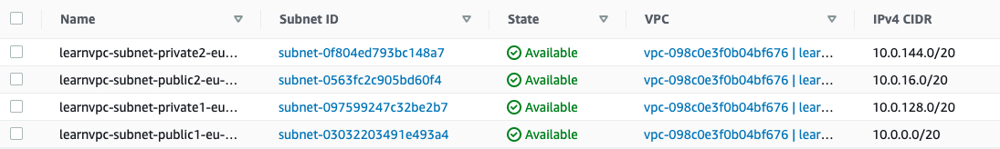 Name Subnet ID State VPC IPv4 CIDR
learnvpc-subnet-private2-eu-... subnet-0f804ed793bc148a7 Available vpc-098c0e3f0b04bf676 | lear... 10.0.144.0/20
learnvpc-subnet-public2-eu-... subnet-0563fc2c905bd60f4 Available vpc-098c0e3f0b04bf676 | lear... 10.0.16.0/20
learnvpc-subnet-private1-eu... subnet-097599247c32be2b7 Available vpc-098c0e3f0b04bf676 | lear... 10.0.128.0/20
learnvpc-subnet-public1-eu-... subnet-03032203491e493a4 Available vpc-098c0e3f0b04bf676 | lear... 10.0.0.0/20